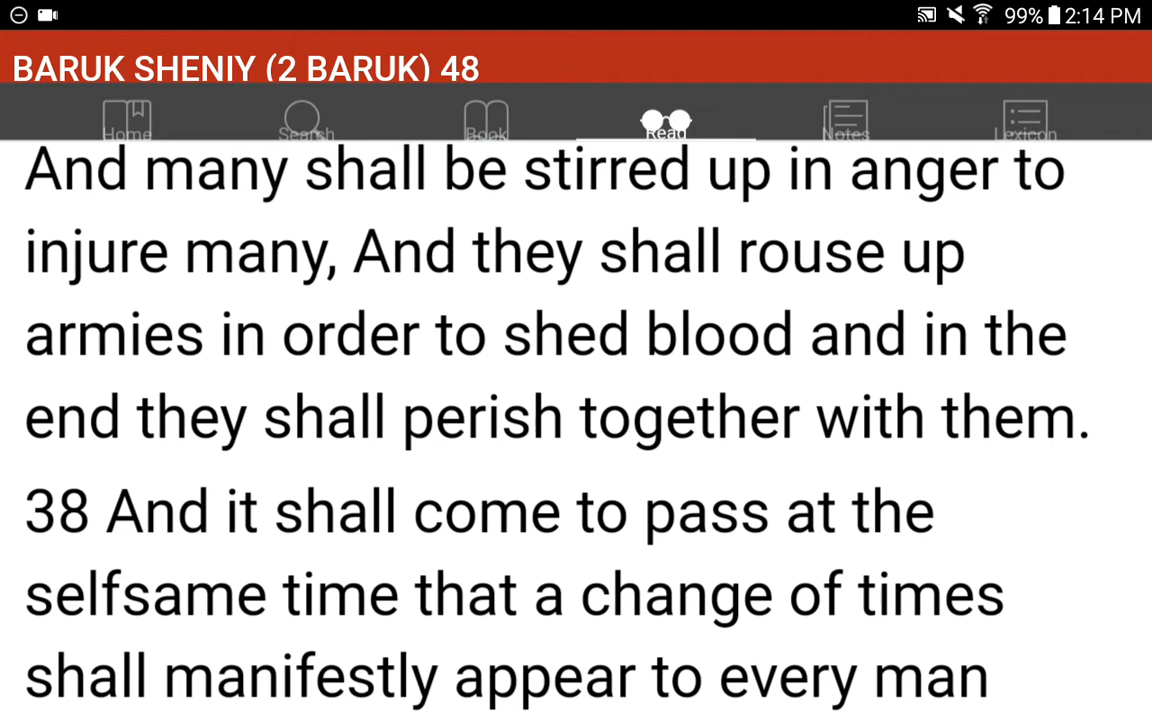 99% 2:14 PM
BARUK SHENIY (2 BARUK) 48
Home Search Book Read Notes Lexicon
And many shall be stirred up in anger to
injure many, And they shall rouse up
armies in order to shed blood and in the
end they shall perish together with them.
38 And it shall come to pass at the
selfsame time that a change of times
shall manifestly appear to every man